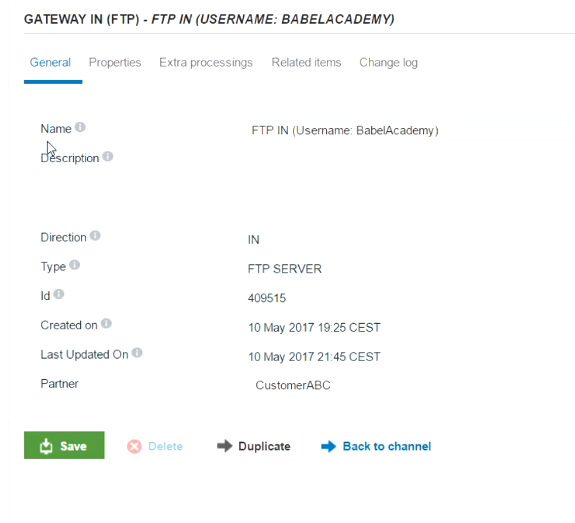 GATEWAY IN (FTP) - FTP IN (USERNAME: BABELACADEMY)
General Properties Extra processings Related items Change log
Name FTP IN (Username: BabelAcademy)
Description
Direction IN
Type FTP SERVER
Id 409515
Created on 10 May 2017 19:25 CEST
Last Updated On 10 May 2017 21:45 CEST
Partner CustomerABC
Save Delete Duplicate Back to channel